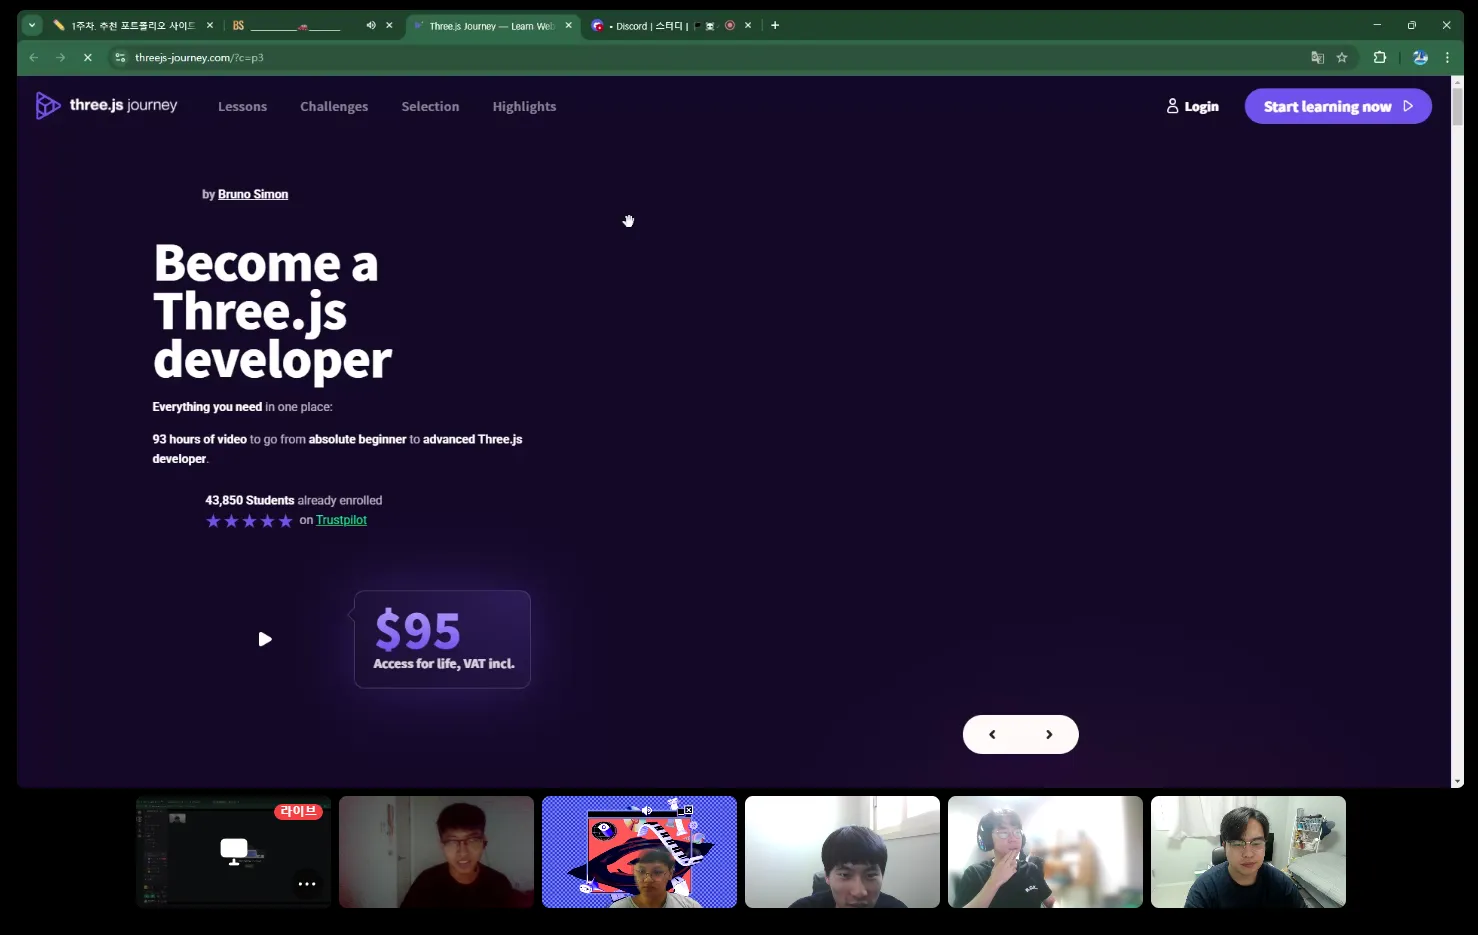 1주차. 추천 포트폴리오 사이트
BS
Three.js Journey — Learn Web
• Discord | 스터디 |
threejs-journey.com/?c=p3
three.js journey
Lessons
Challenges
Selection
Highlights
Login
Start learning now
by Bruno Simon
Become a
Three.js
developer
Everything you need in one place:
93 hours of video to go from absolute beginner to advanced Three.js
developer.
43,850 Students already enrolled
on Trustpilot
$95
Access for life, VAT incl.
라이브